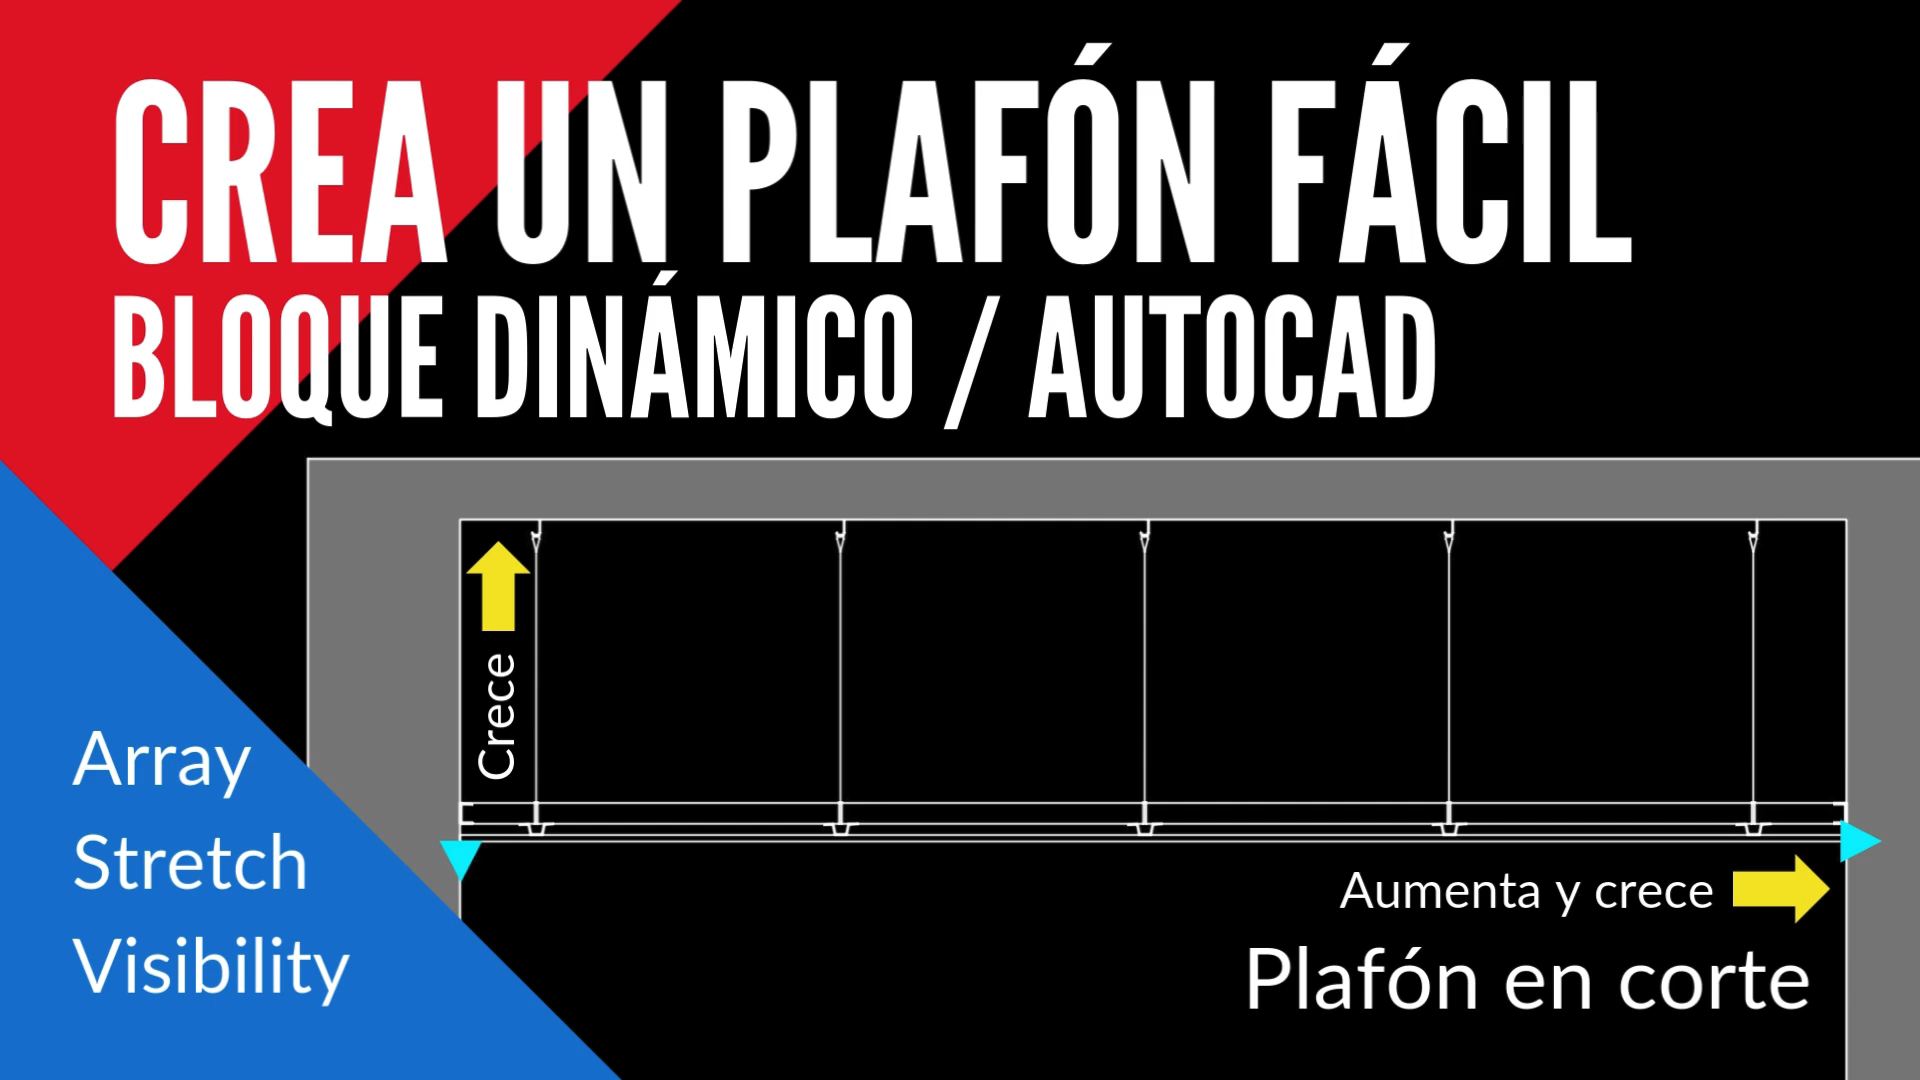 CREA UN PLAFÓN FÁCIL
BLOQUE DINÁMICO / AUTOCAD
Crece
Array
Stretch
Visibility
Aumenta y crece
Plafón en corte